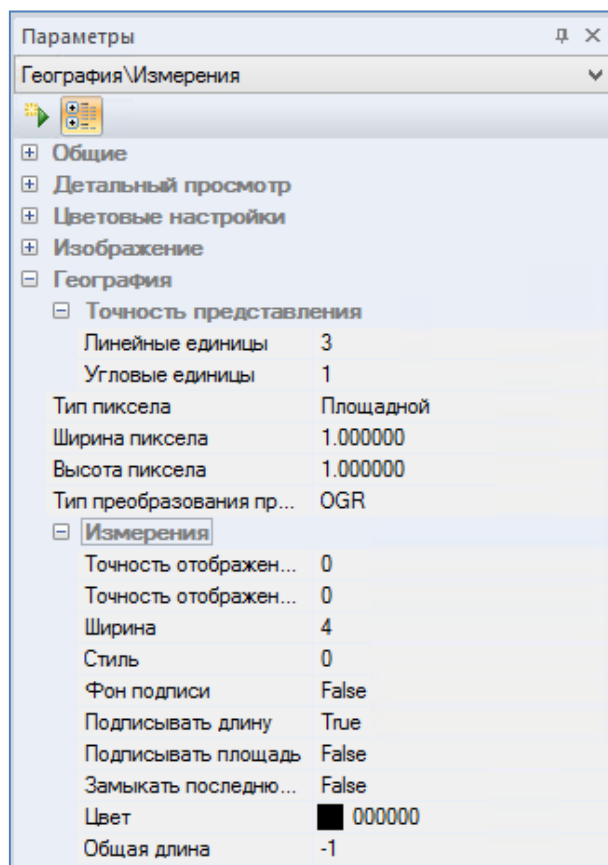 Параметры
География\Измерения
Общие
Детальный просмотр
Цветовые настройки
Изображение
География
Точность представления
Линейные единицы 3
Угловые единицы 1
Тип пиксела Площадной
Ширина пиксела 1.000000
Высота пиксела 1.000000
Тип преобразования пр... OGR
Измерения
Точность отображен... 0
Точность отображен... 0
Ширина 4
Стиль 0
Фон подписи False
Подписывать длину True
Подписывать площадь False
Замыкать последню... False
Цвет 000000
Общая длина -1